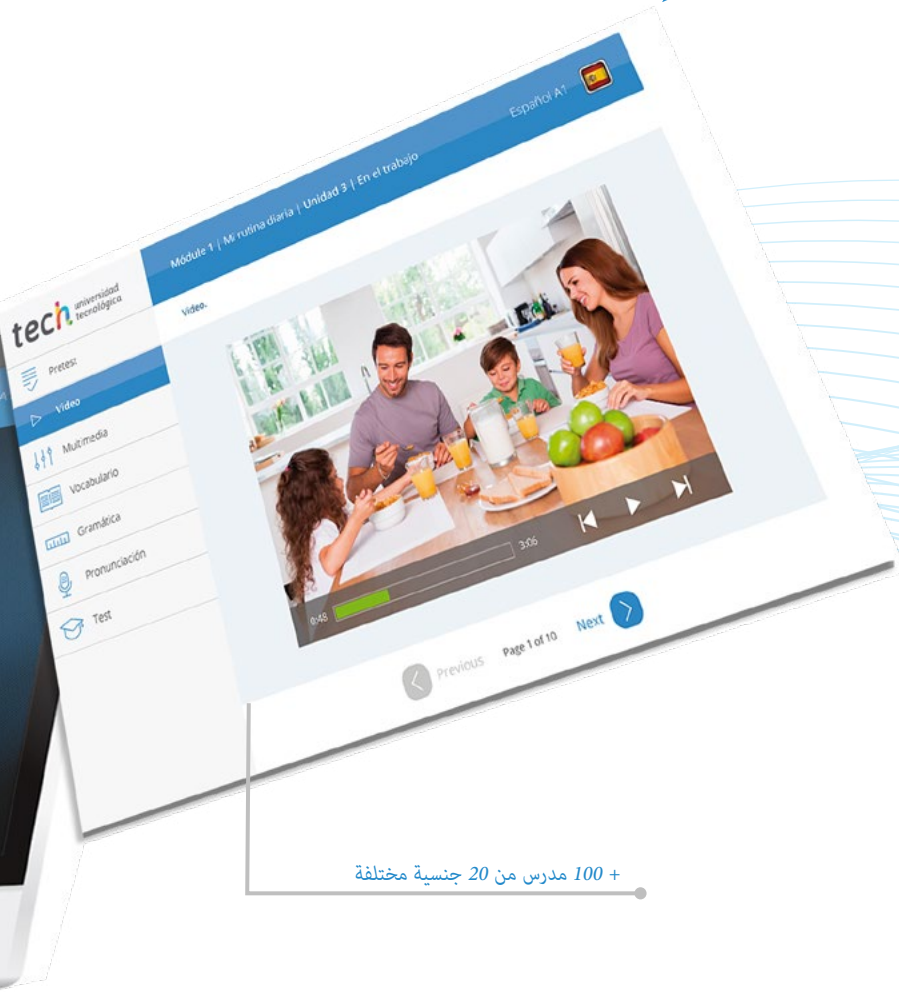 Español A1
Módule 1 | Mi rutina diaria | Unidad 3 | En el trabajo
tech universidad
tecnológica
Video.
Pretest
Video
Multimedia
Vocabulario
Gramática
Pronunciación
Test
0:48
3:06
Previous
Page 1 of 10
Next
+ 100 مدرس من 20 جنسية مختلفة